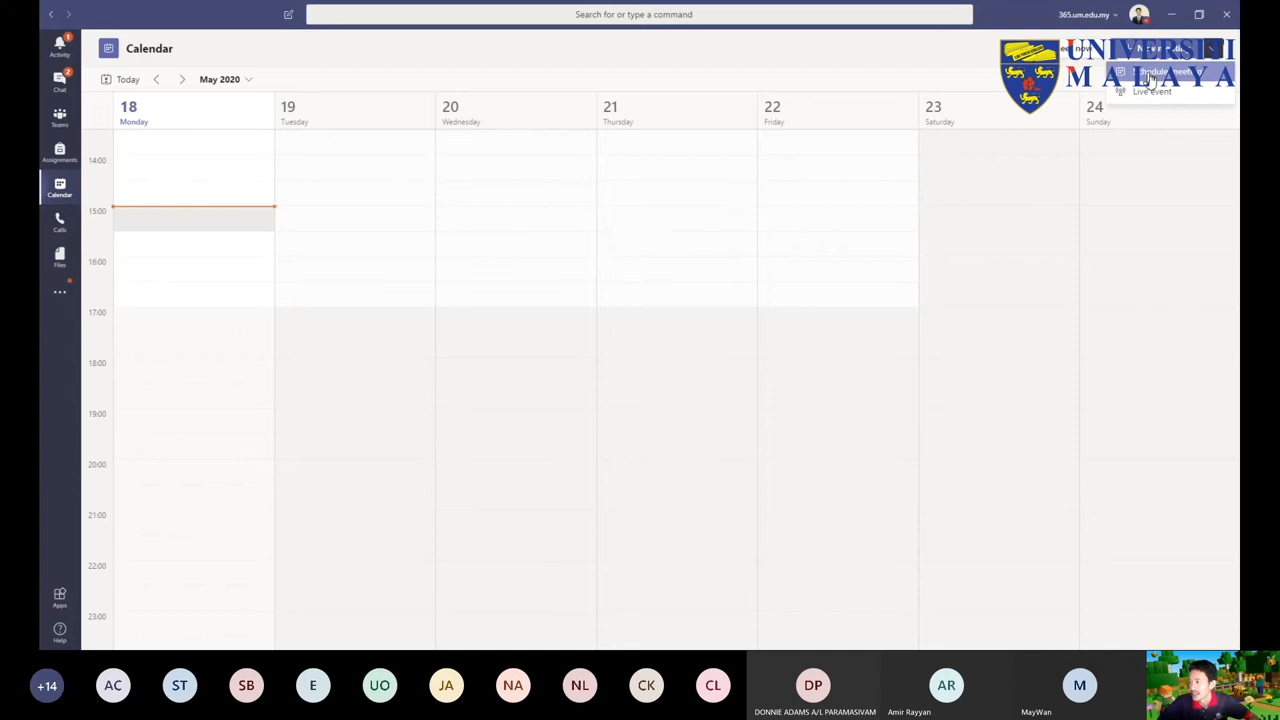 Search for or type a command
365.um.edu.my
Activity
1
Chat
2
Teams
Assignments
Calendar
Calls
Files
Apps
Help
Calendar
Today
May 2020
UNIVERSITI
MALAYA
Live event
18
Monday
19
Tuesday
20
Wednesday
21
Thursday
22
Friday
23
Saturday
24
Sunday
14:00
15:00
16:00
17:00
18:00
19:00
20:00
21:00
22:00
23:00
+14
AC
ST
SB
E
UO
JA
NA
NL
CK
CL
DP
DONNIE ADAMS A/L PARAMASIVAM
AR
Amir Rayyan
M
MayWan